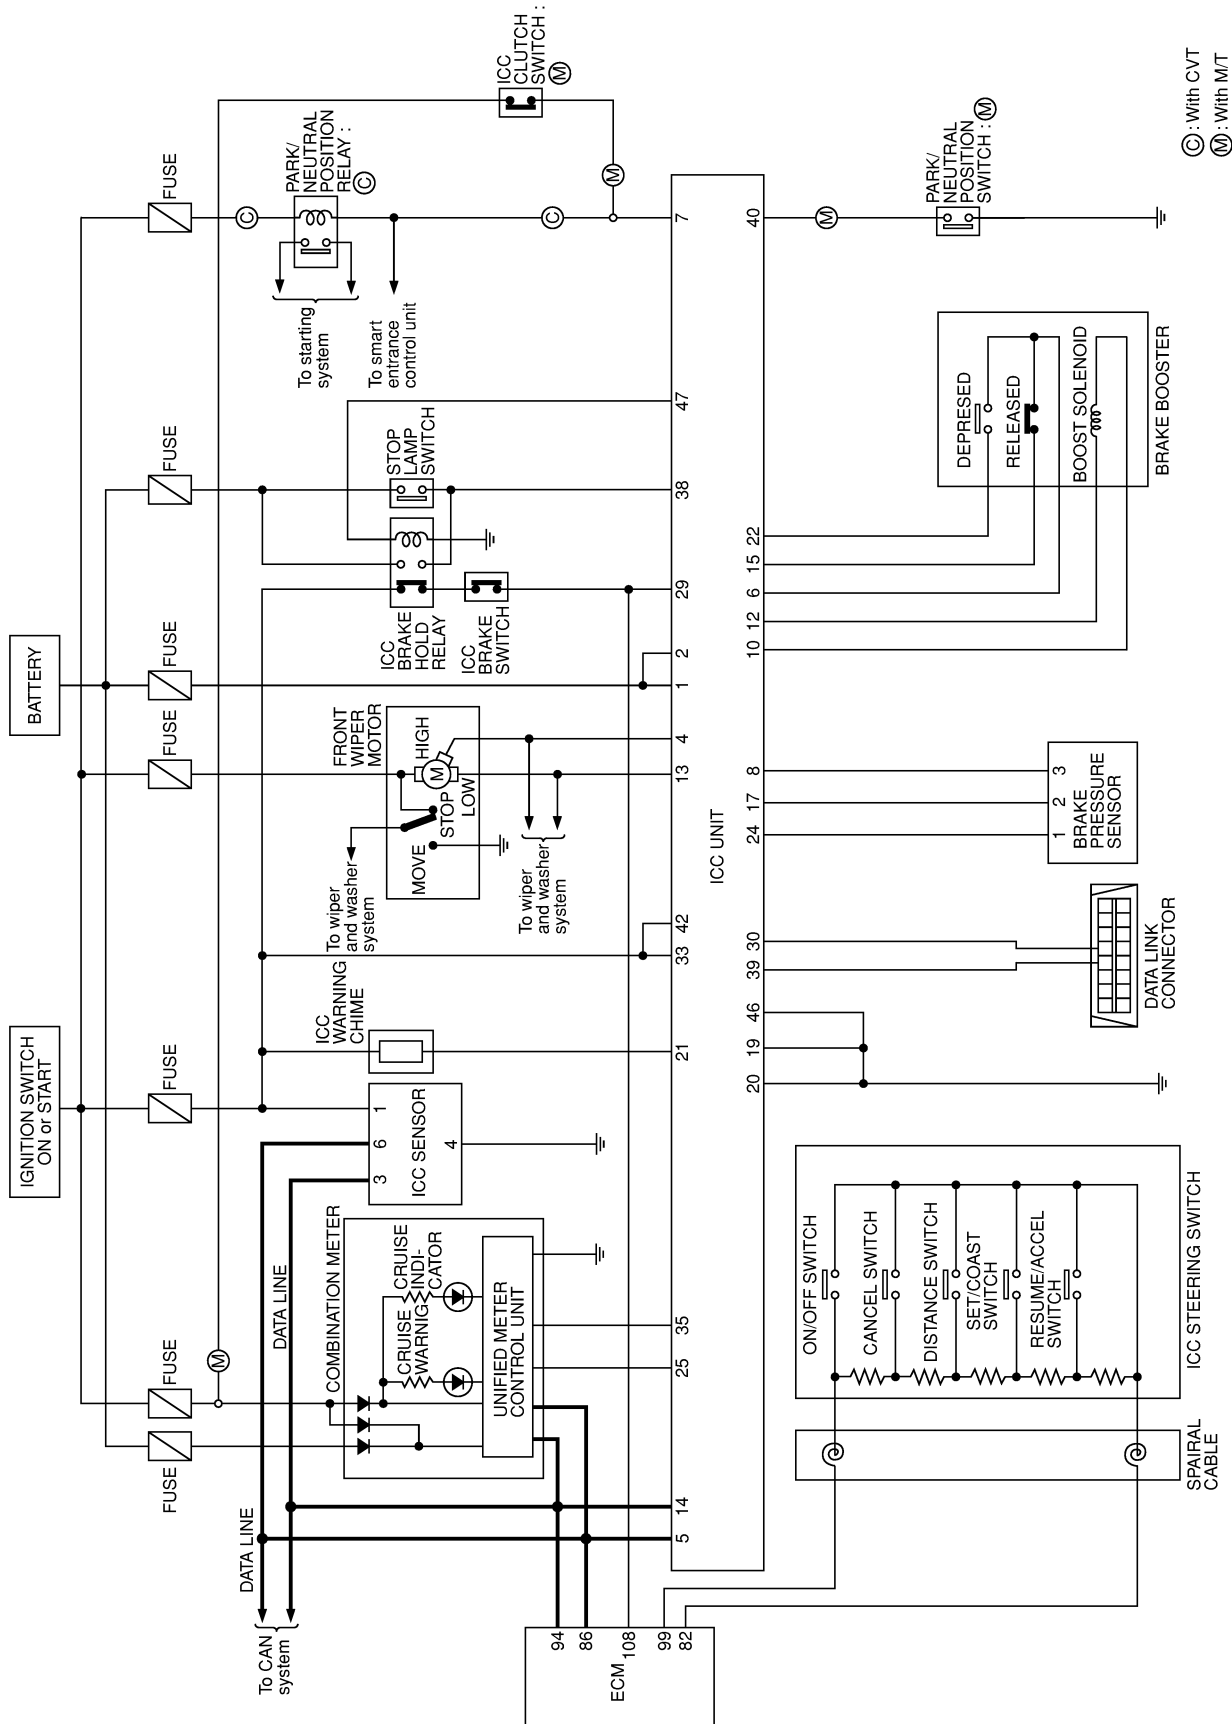 BATTERY
IGNITION SWITCH
ON or START
FUSE
FUSE
FUSE
FUSE
FUSE
FUSE
FUSE
M
C
PARK/
NEUTRAL
POSITION
RELAY :
C
ICC
CLUTCH
SWITCH :
M
M
C
To starting
system
To smart
entrance
control unit
STOP
LAMP
SWITCH
ICC
BRAKE
HOLD
RELAY
ICC
BRAKE
SWITCH
FRONT
WIPER
MOTOR
HIGH
M
LOW
STOP
MOVE
To wiper
and washer
system
To wiper
and washer
system
ICC
WARNING
CHIME
1
6
3
4
ICC SENSOR
DATA LINE
DATA LINE
To CAN
system
COMBINATION METER
CRUISE
INDI-
CATOR
CRUISE
WARNIG
UNIFIED METER
CONTROL UNIT
5
14
25
35
21
33
42
13
4
1
2
29
38
47
7
ICC UNIT
20
19
46
39
30
24
17
8
10
12
6
15
22
40
M
PARK/
NEUTRAL
POSITION
SWITCH :
M
DEPRESED
RELEASED
BOOST SOLENOID
BRAKE BOOSTER
1
2
3
BRAKE
PRESSURE
SENSOR
DATA LINK
CONNECTOR
ON/OFF SWITCH
CANCEL SWITCH
DISTANCE SWITCH
SET/COAST
SWITCH
RESUME/ACCEL
SWITCH
ICC STEERING SWITCH
SPAIRAL
CABLE
94
86
108
99
82
ECM
C : With CVT
M : With M/T